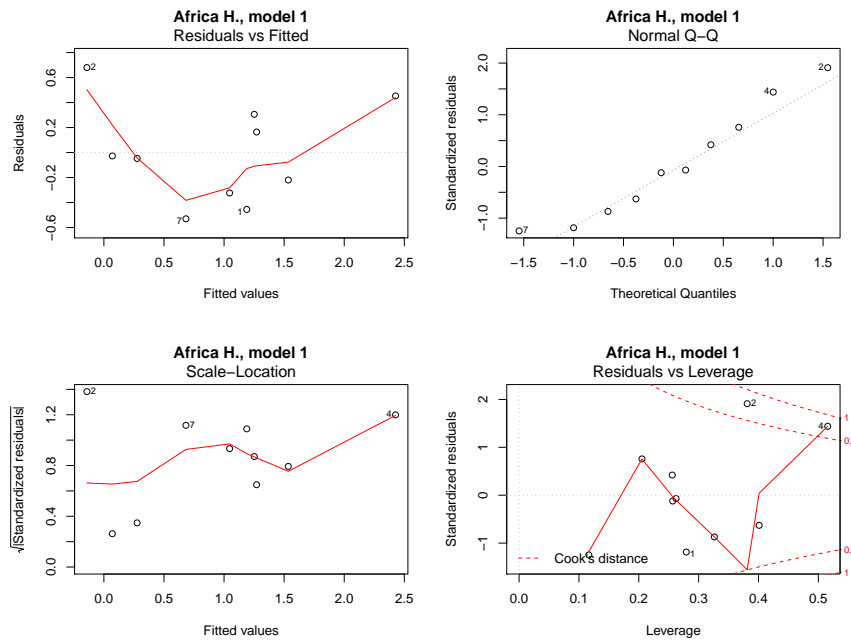 Africa H., model 1
Residuals vs Fitted
Residuals
0.6
0.2
−0.2
−0.6
2
7
1
0.0 0.5 1.0 1.5 2.0 2.5
Fitted values
Africa H., model 1
Normal Q−Q
Standardized residuals
2.0
1.0
0.0
−1.0
2
4
7
−1.5 −1.0 −0.5 0.0 0.5 1.0 1.5
Theoretical Quantiles
Africa H., model 1
Scale−Location
√|Standardized residuals|
1.2
0.8
0.4
0.0
2
7
4
0.0 0.5 1.0 1.5 2.0 2.5
Fitted values
Africa H., model 1
Residuals vs Leverage
Standardized residuals
2
1
0
−1
2
4
1
Cook's distance
1
0.
0.
1
0.0 0.1 0.2 0.3 0.4 0.5
Leverage